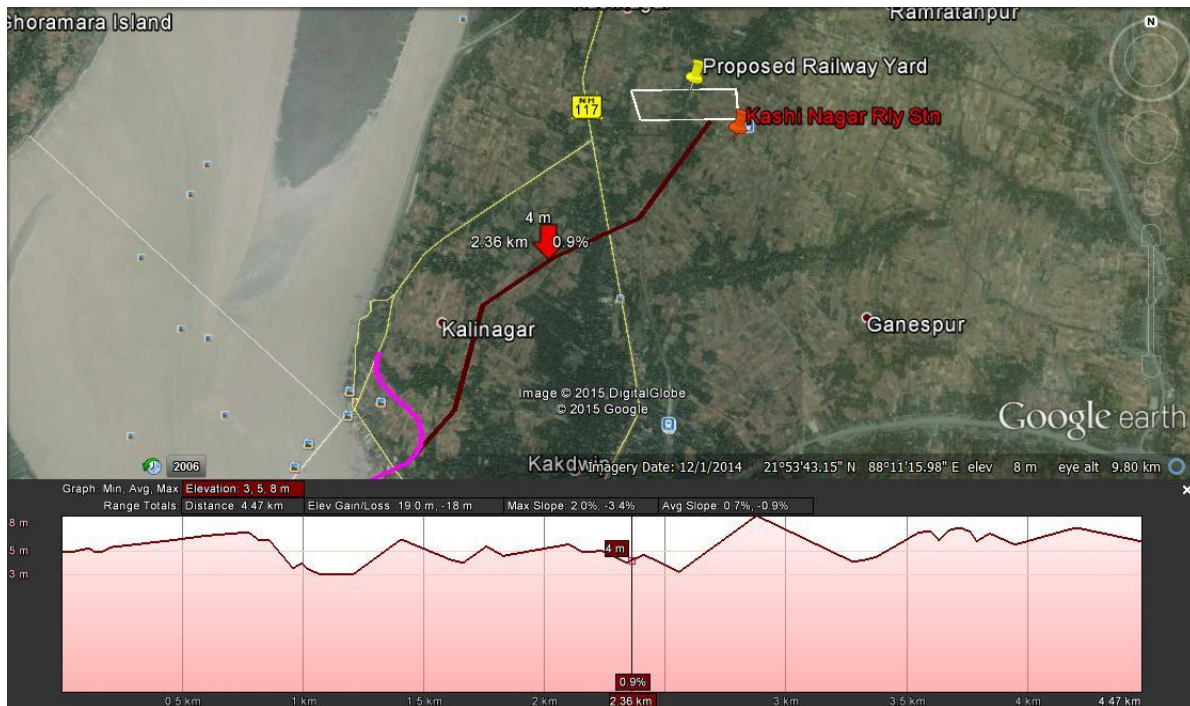 Ghoramara Island
Ramratanpur
N
Proposed Railway Yard
NH
117
Kashi Nagar Rly Stn
4 m
2.36 km 0.9%
Kalinagar
Ganespur
Image © 2015 DigitalGlobe
© 2015 Google
Google earth
2006
Kakdwip
Imagery Date: 12/1/2014 21°53'43.15" N 88°11'15.98" E elev 8 m eye alt 9.80 km
Graph: Min, Avg, Max Elevation: 3, 5, 8 m
Range Totals: Distance: 4.47 km Elev Gain/Loss: 19.0 m, -18 m Max Slope: 2.0%, -3.4% Avg Slope: 0.7%, -0.9%
8 m
5 m
4 m
3 m
0.9%
0.5 km 1 km 1.5 km 2 km 2.36 km 3 km 3.5 km 4 km 4.47 km